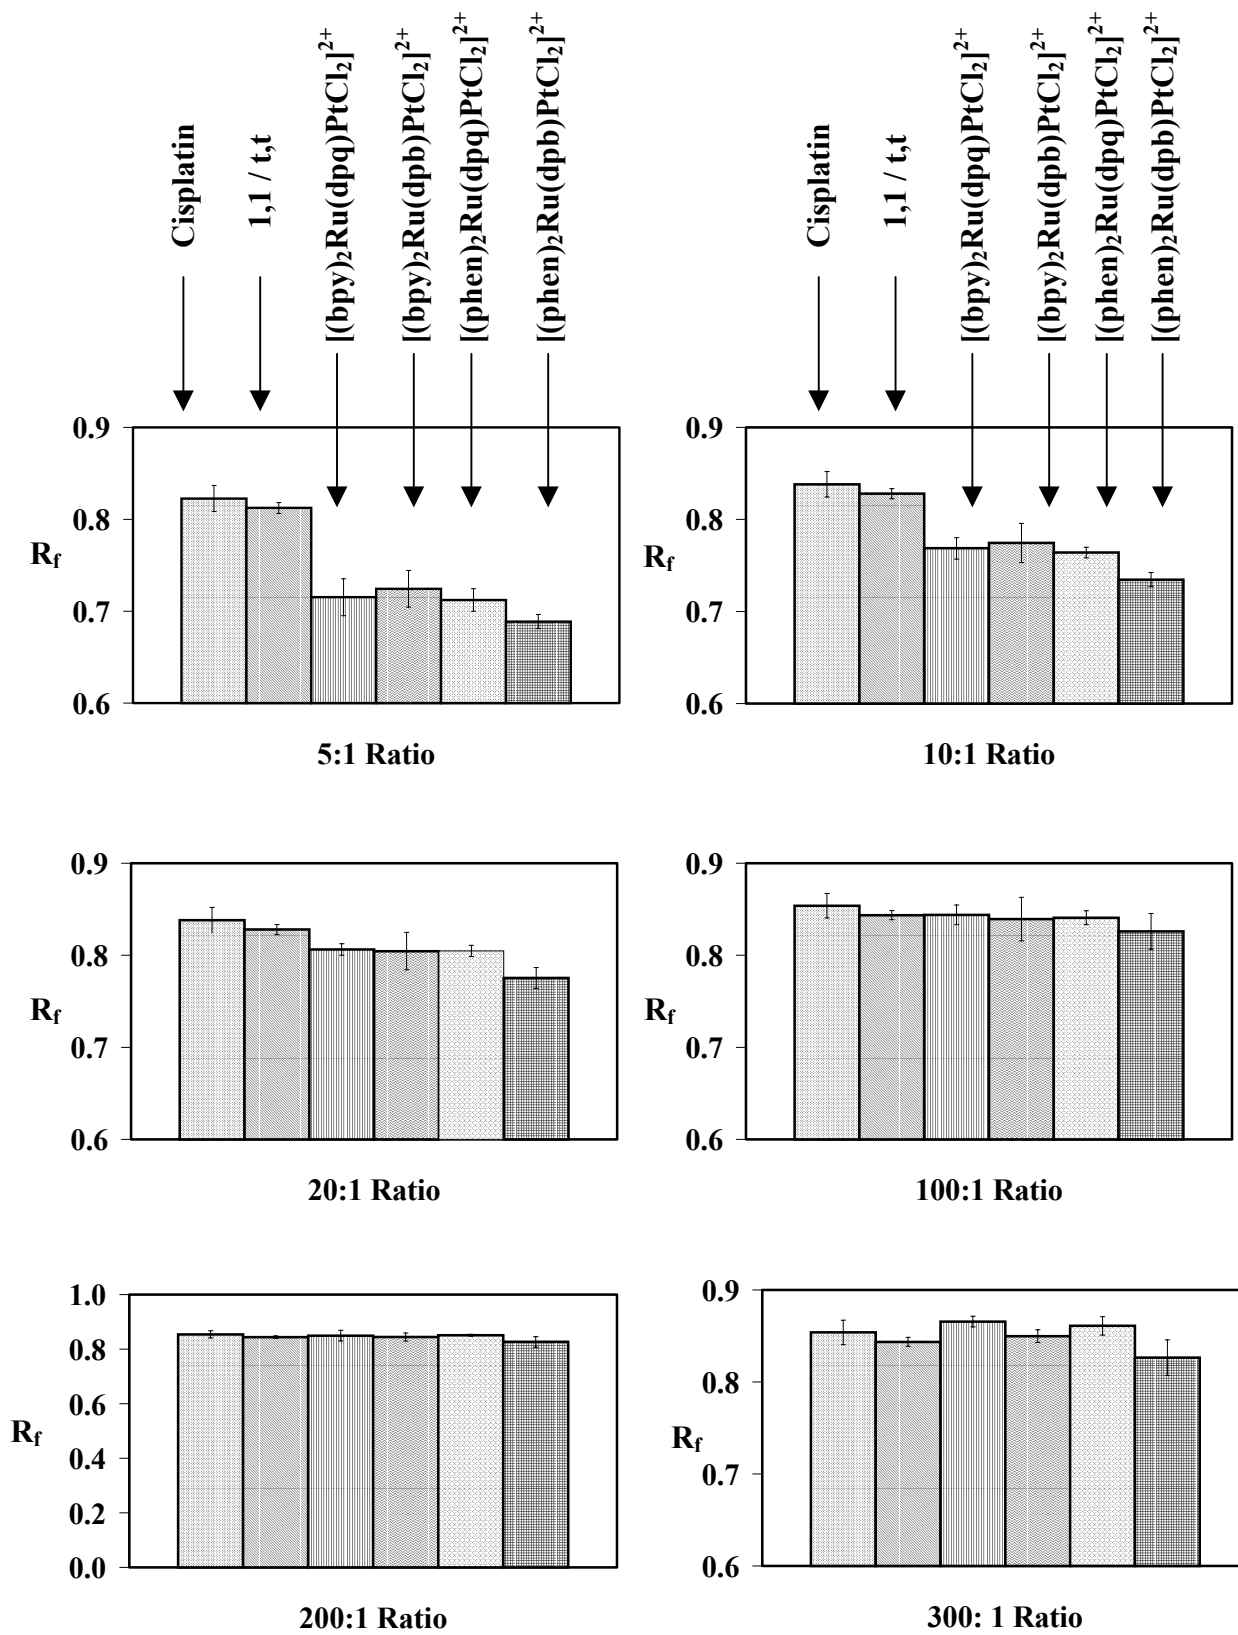 Cisplatin
1,1 / t,t
[(bpy)₂Ru(dpq)PtCl₂]²⁺
[(bpy)₂Ru(dpb)PtCl₂]²⁺
[(phen)₂Ru(dpq)PtCl₂]²⁺
[(phen)₂Ru(dpb)PtCl₂]²⁺
Cisplatin
1,1 / t,t
[(bpy)₂Ru(dpq)PtCl₂]²⁺
[(bpy)₂Ru(dpb)PtCl₂]²⁺
[(phen)₂Ru(dpq)PtCl₂]²⁺
[(phen)₂Ru(dpb)PtCl₂]²⁺
0.9
0.8
0.7
0.6
R_f
5:1 Ratio
0.9
0.8
0.7
0.6
R_f
10:1 Ratio
0.9
0.8
0.7
0.6
R_f
20:1 Ratio
0.9
0.8
0.7
0.6
R_f
100:1 Ratio
1.0
0.8
0.6
0.4
0.2
0.0
R_f
200:1 Ratio
0.9
0.8
0.7
0.6
R_f
300: 1 Ratio